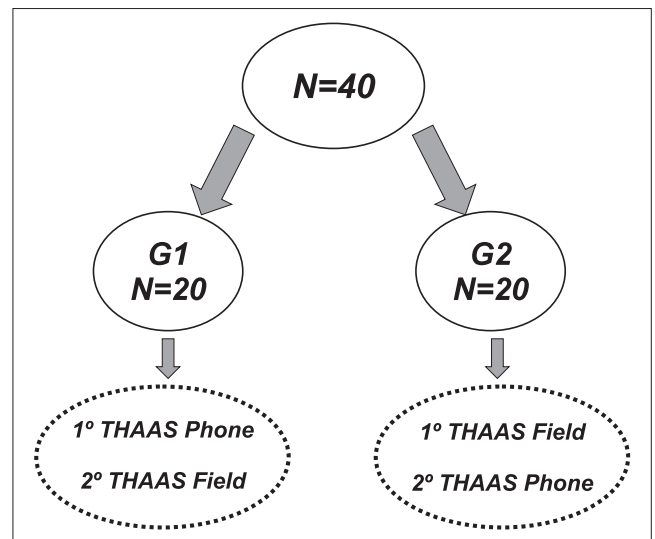 N=40
G1
N=20
G2
N=20
1º THAAS Phone
2º THAAS Field
1º THAAS Field
2º THAAS Phone